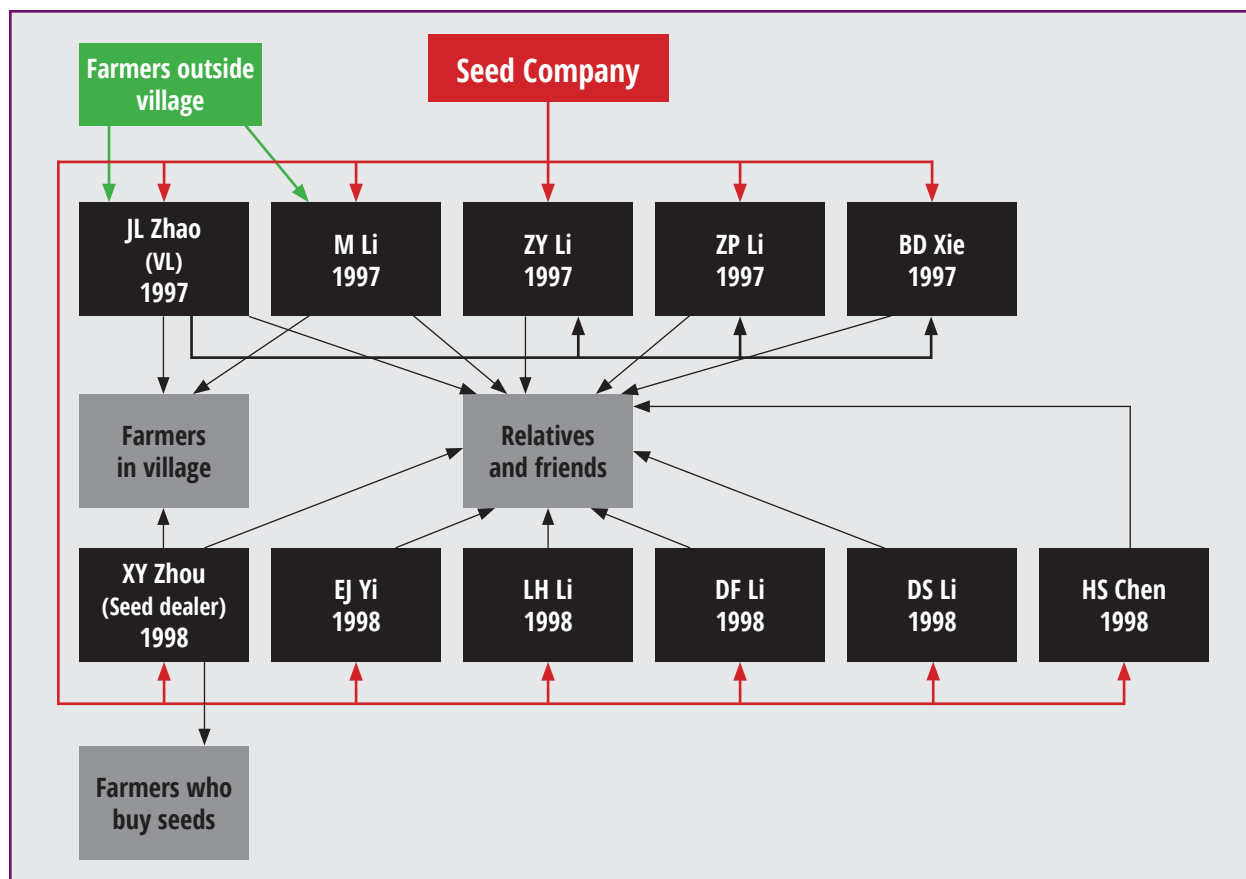 Farmers outside
village
Seed Company
JL Zhao
(VL)
1997
M Li
1997
ZY Li
1997
ZP Li
1997
BD Xie
1997
Farmers
in village
Relatives
and friends
XY Zhou
(Seed dealer)
1998
EJ Yi
1998
LH Li
1998
DF Li
1998
DS Li
1998
HS Chen
1998
Farmers who
buy seeds